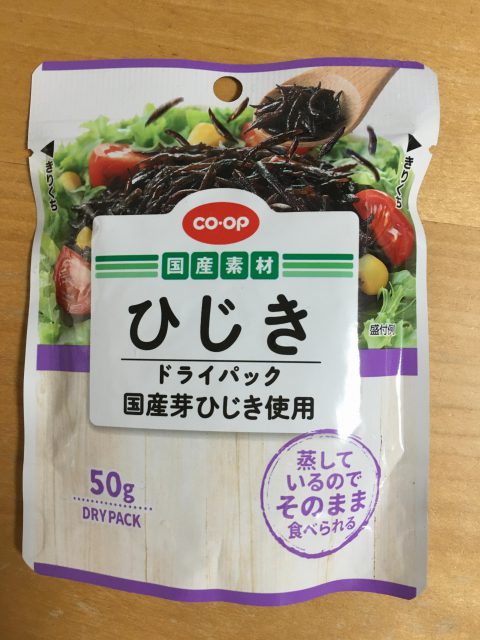 きりくち
きりくち
CO·OP
国産素材
ひじき
盛付例
ドライパック
国産芽ひじき使用
50g
DRY PACK
蒸して
いるので
そのまま
食べられる